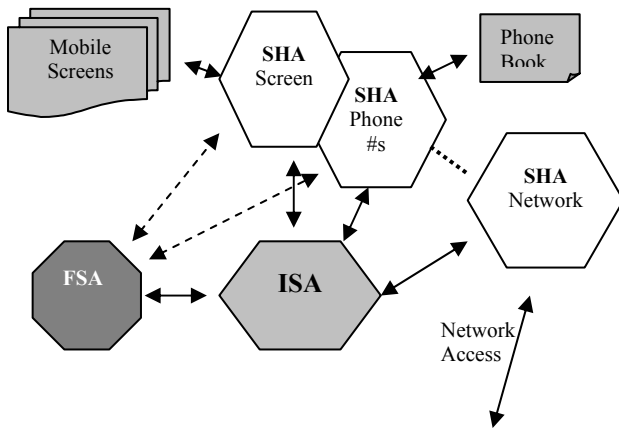 Mobile
Screens
SHA
Screen
SHA
Phone
#s
Phone
Book
SHA
Network
FSA
ISA
Network
Access